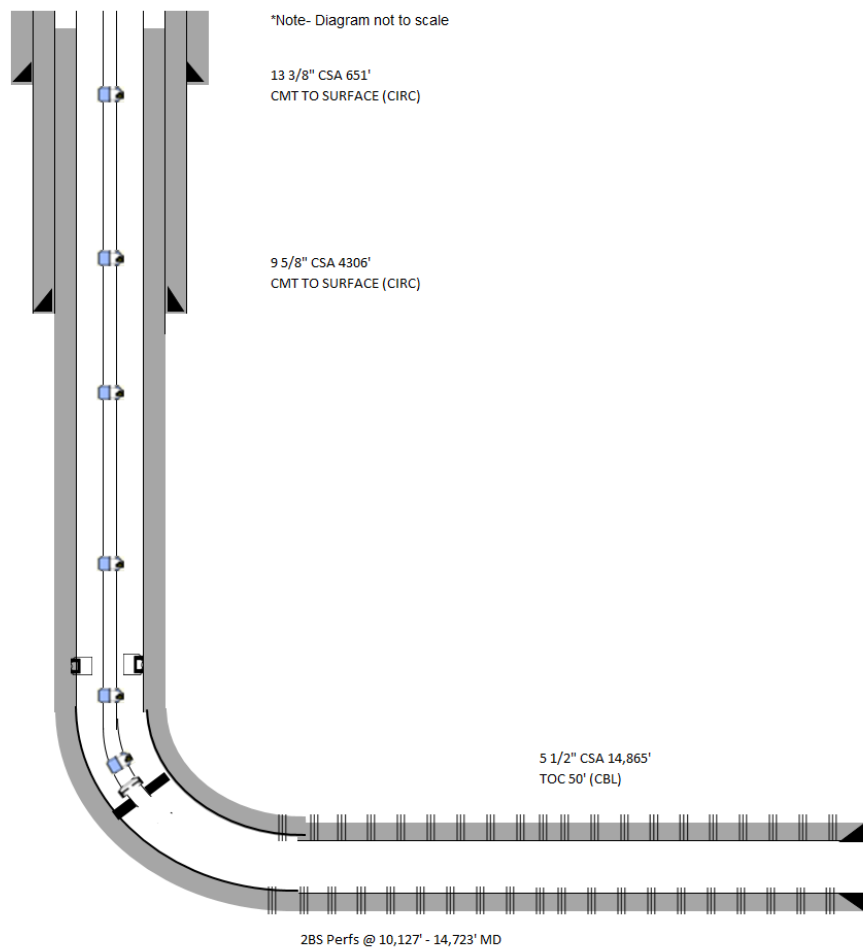 *Note- Diagram not to scale
13 3/8" CSA 651'
CMT TO SURFACE (CIRC)
9 5/8" CSA 4306'
CMT TO SURFACE (CIRC)
5 1/2" CSA 14,865'
TOC 50' (CBL)
2BS Perfs @ 10,127' - 14,723' MD